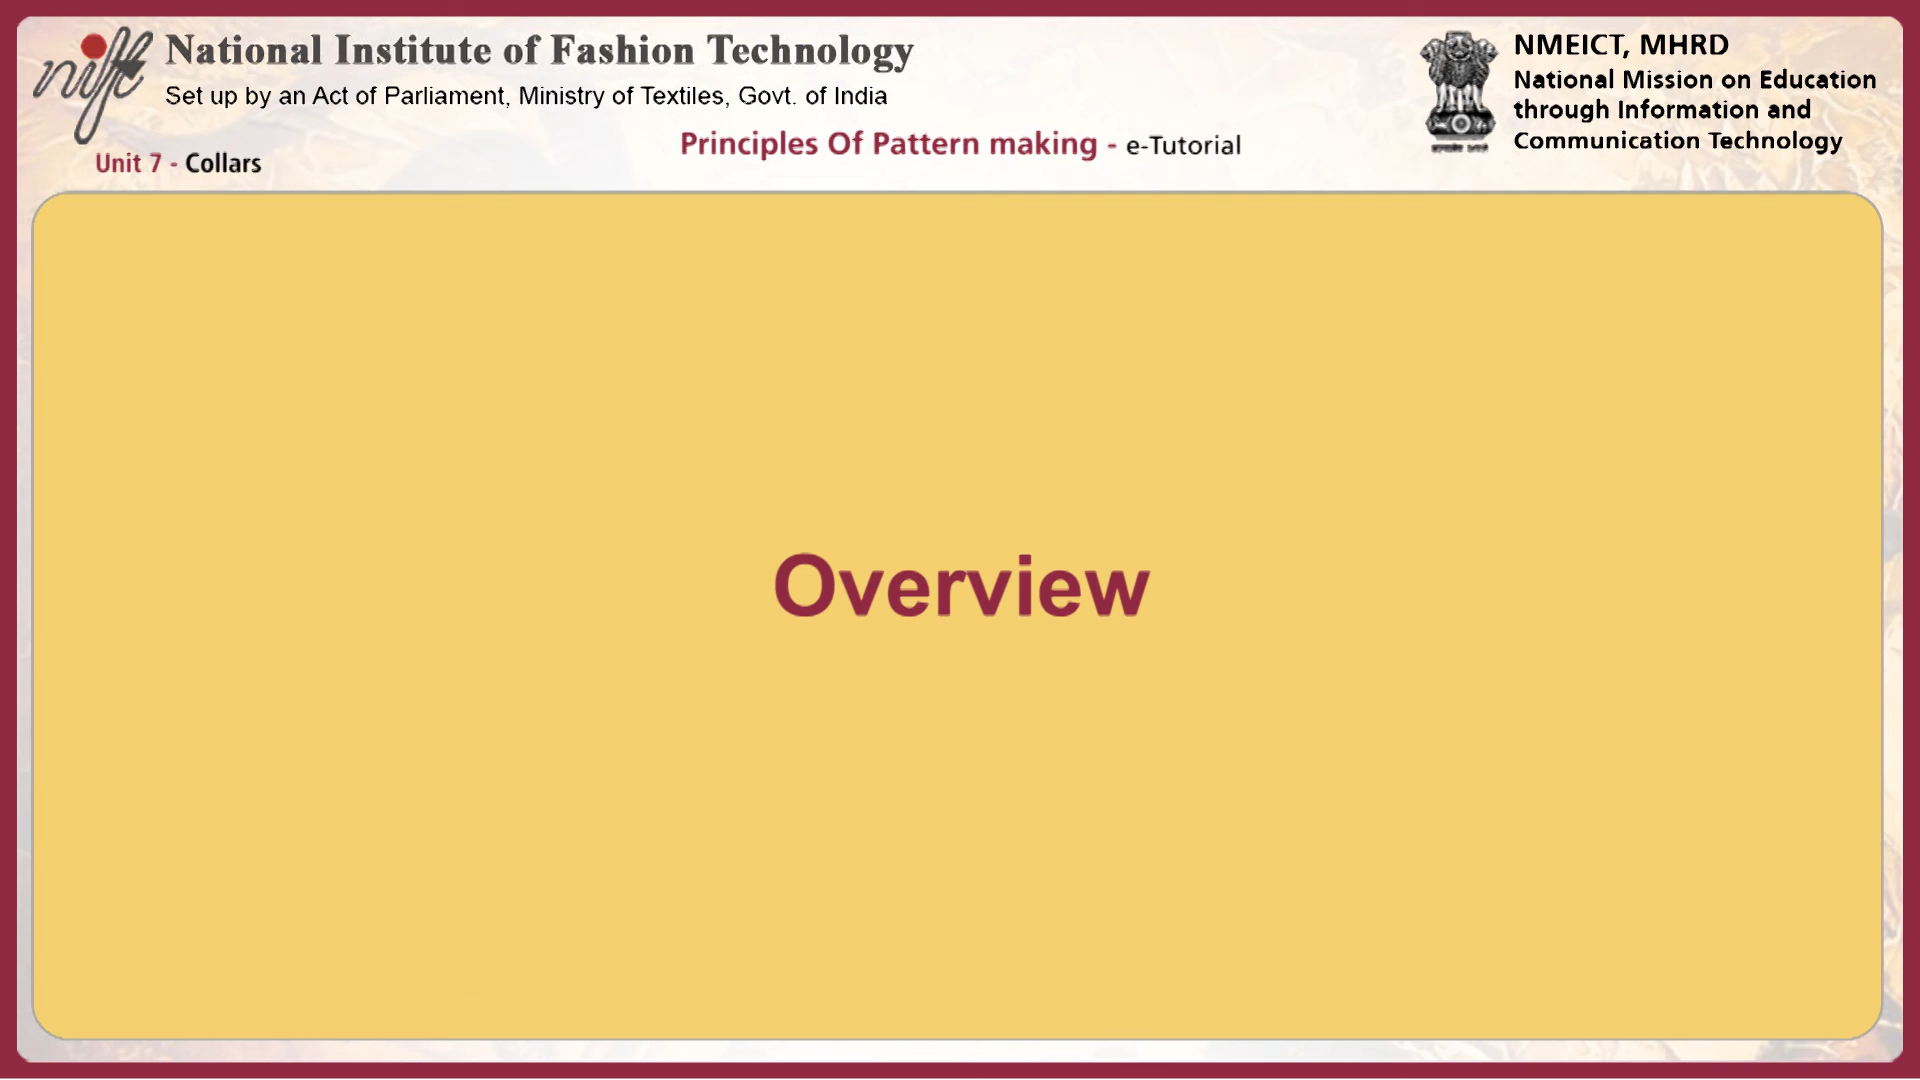 nift
National Institute of Fashion Technology
Set up by an Act of Parliament, Ministry of Textiles, Govt. of India
NMEICT, MHRD
National Mission on Education
through Information and
Communication Technology
Principles Of Pattern making - e-Tutorial
Unit 7 - Collars
Overview